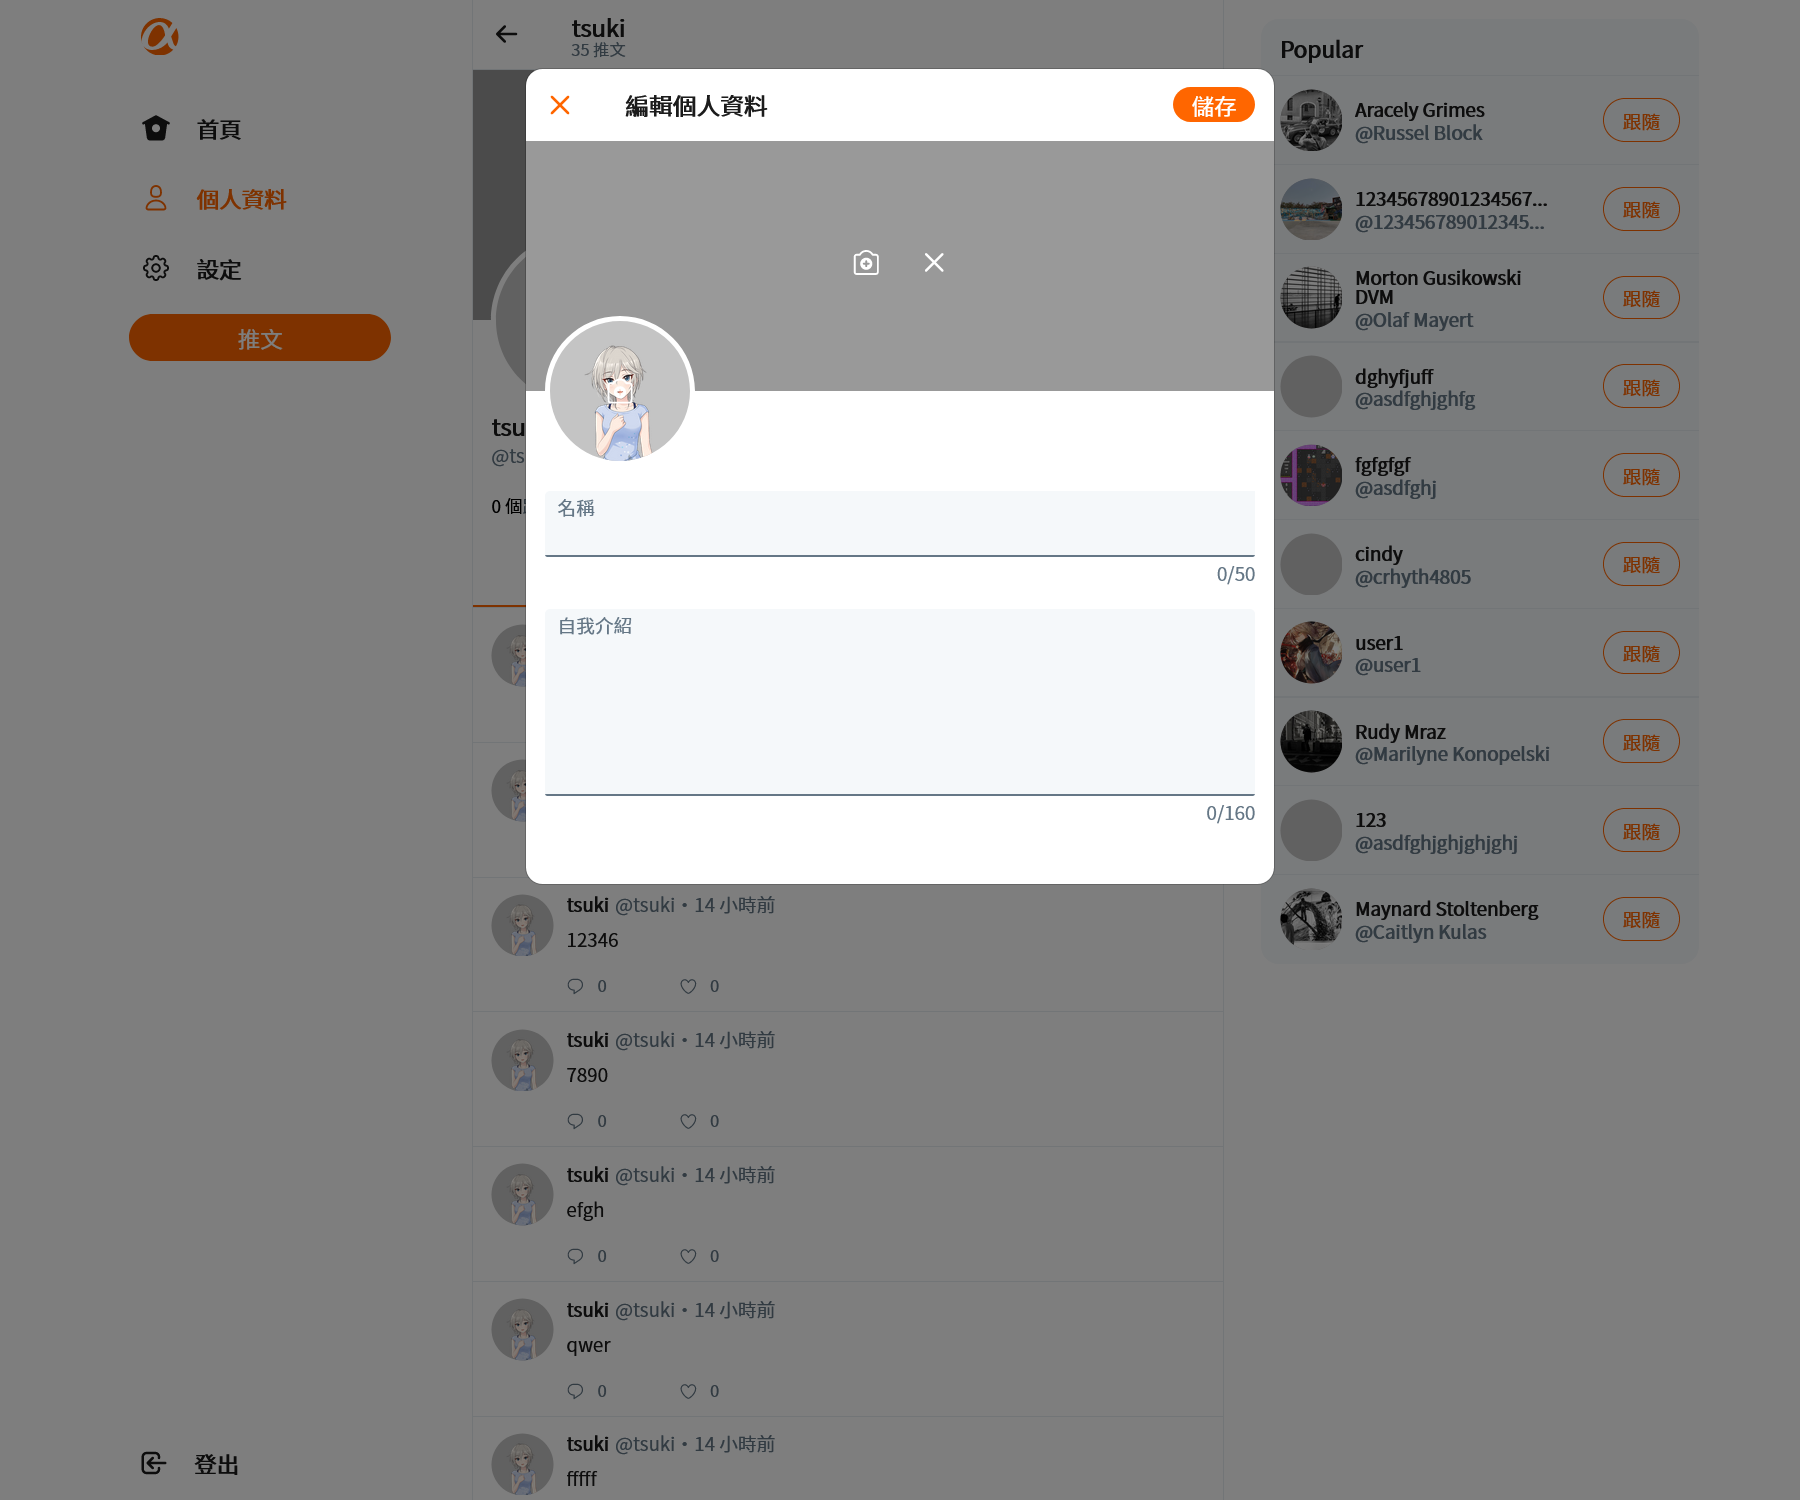 首頁
個人資料
設定
推文
登出
tsuki
35 推文
tsu
@ts
0 個
編輯個人資料
儲存
名稱
0/50
自我介紹
0/160
tsuki @tsuki・14 小時前
12346
0 0
tsuki @tsuki・14 小時前
7890
0 0
tsuki @tsuki・14 小時前
efgh
0 0
tsuki @tsuki・14 小時前
qwer
0 0
tsuki @tsuki・14 小時前
fffff
Popular
Aracely Grimes
@Russel Block
跟隨
12345678901234567...
@123456789012345...
跟隨
Morton Gusikowski
DVM
@Olaf Mayert
跟隨
dghyfjuff
@asdfghjghfg
跟隨
fgfgfgf
@asdfghj
跟隨
cindy
@crhyth4805
跟隨
user1
@user1
跟隨
Rudy Mraz
@Marilyne Konopelski
跟隨
123
@asdfghjghjghjghj
跟隨
Maynard Stoltenberg
@Caitlyn Kulas
跟隨